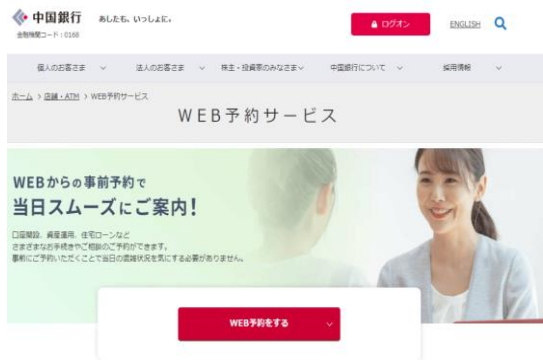 中国銀行 あしたも、いっしょに。
金融機関コード：0168
ログオン
ENGLISH
個人のお客さま
法人のお客さま
株主・投資家のみなさま
中国銀行について
採用情報
ホーム > 店舗・ATM > WEB予約サービス
WEB予約サービス
WEBからの事前予約で
当日スムーズにご案内！
口座開設、資産運用、住宅ローンなど
さまざまなお手続きやご相談のご予約ができます。
事前にご予約いただくことで当日の混雑状況を気にする必要がありません。
WEB予約をする